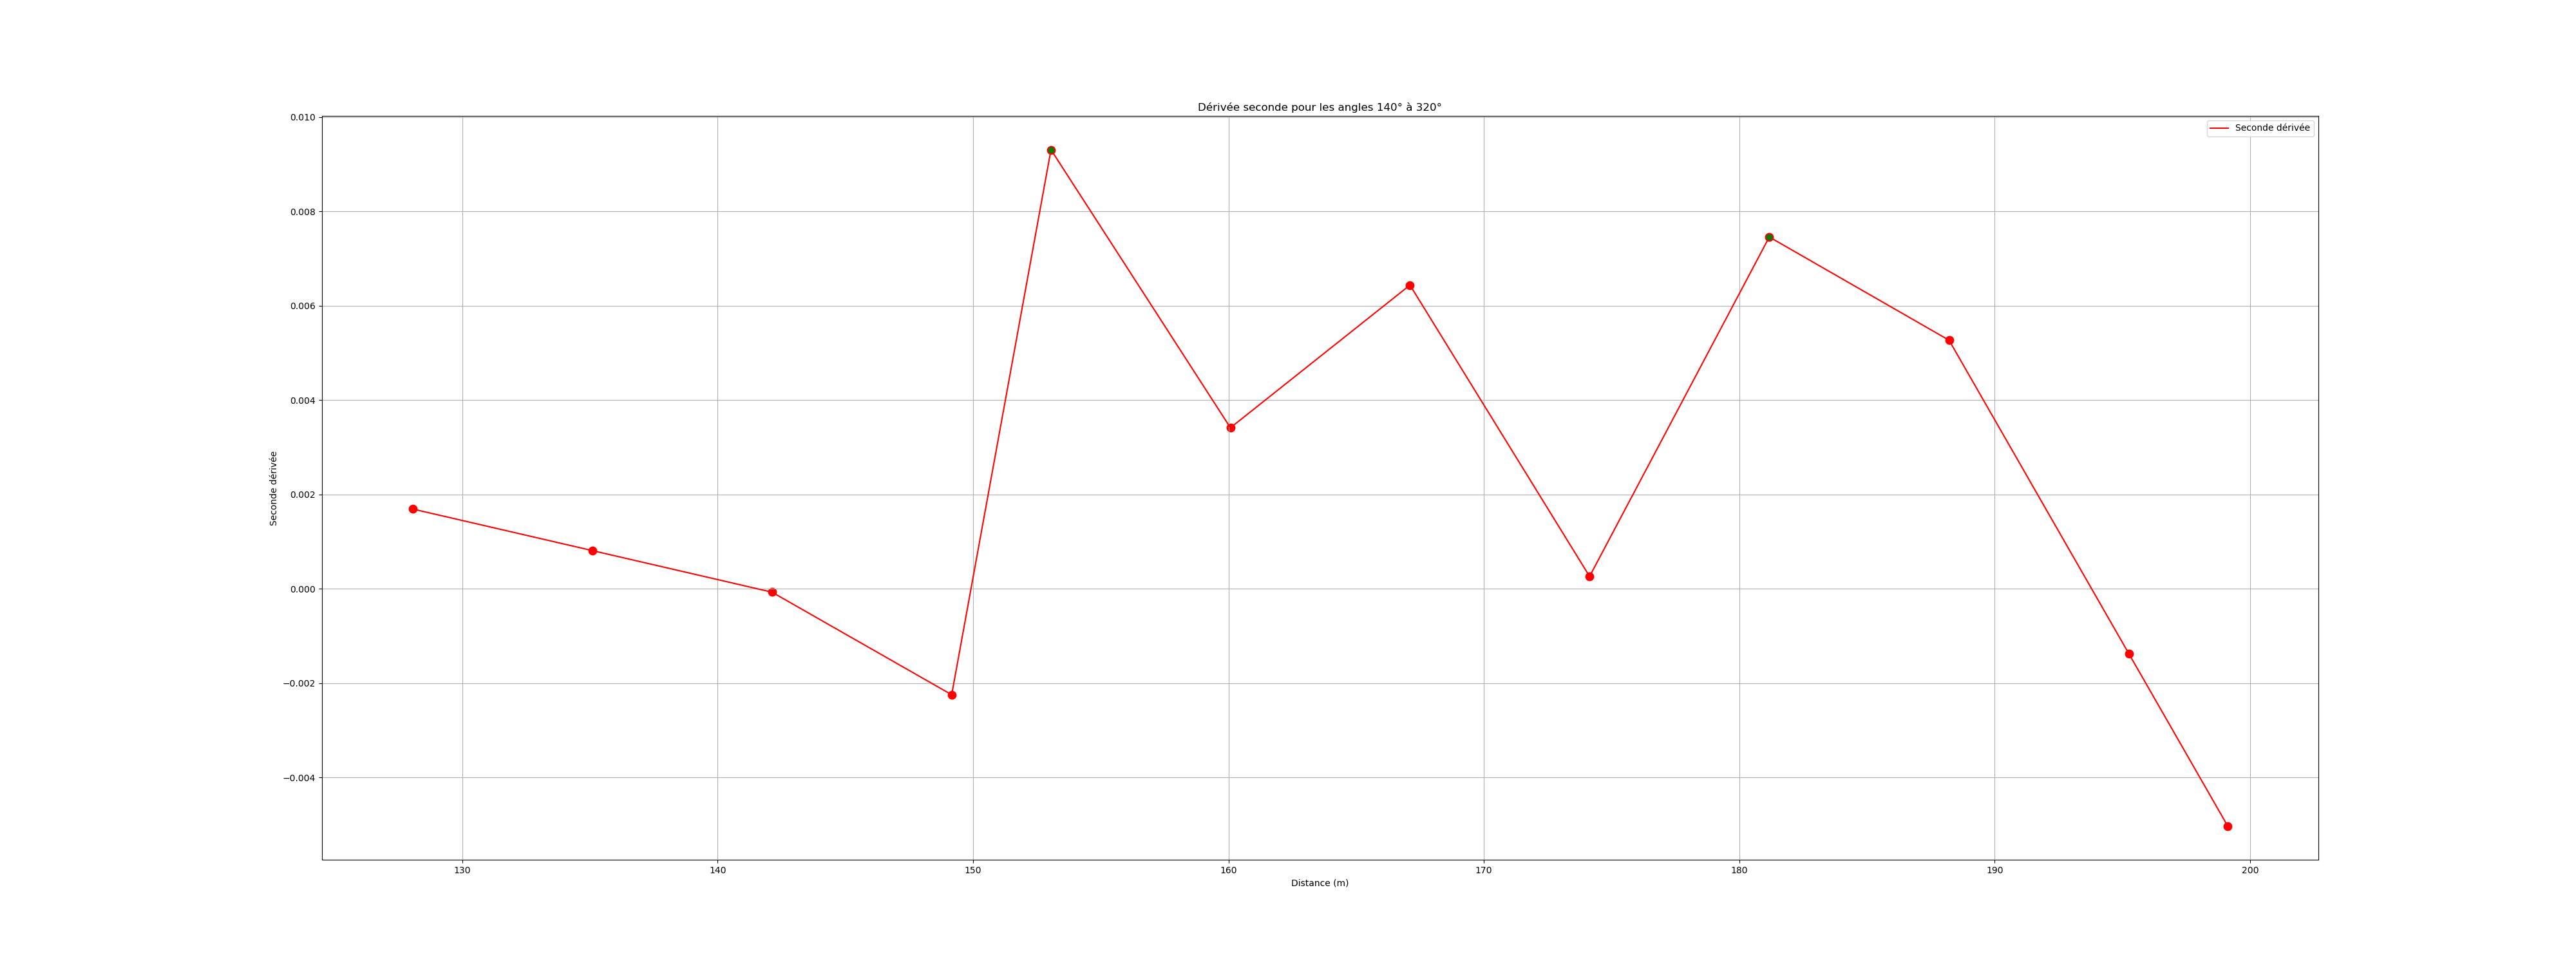 Dérivée seconde pour les angles 140° à 320°
Seconde dérivée
0.010
0.008
0.006
0.004
0.002
0.000
−0.002
−0.004
Seconde dérivée
130 140 150 160 170 180 190 200
Distance (m)